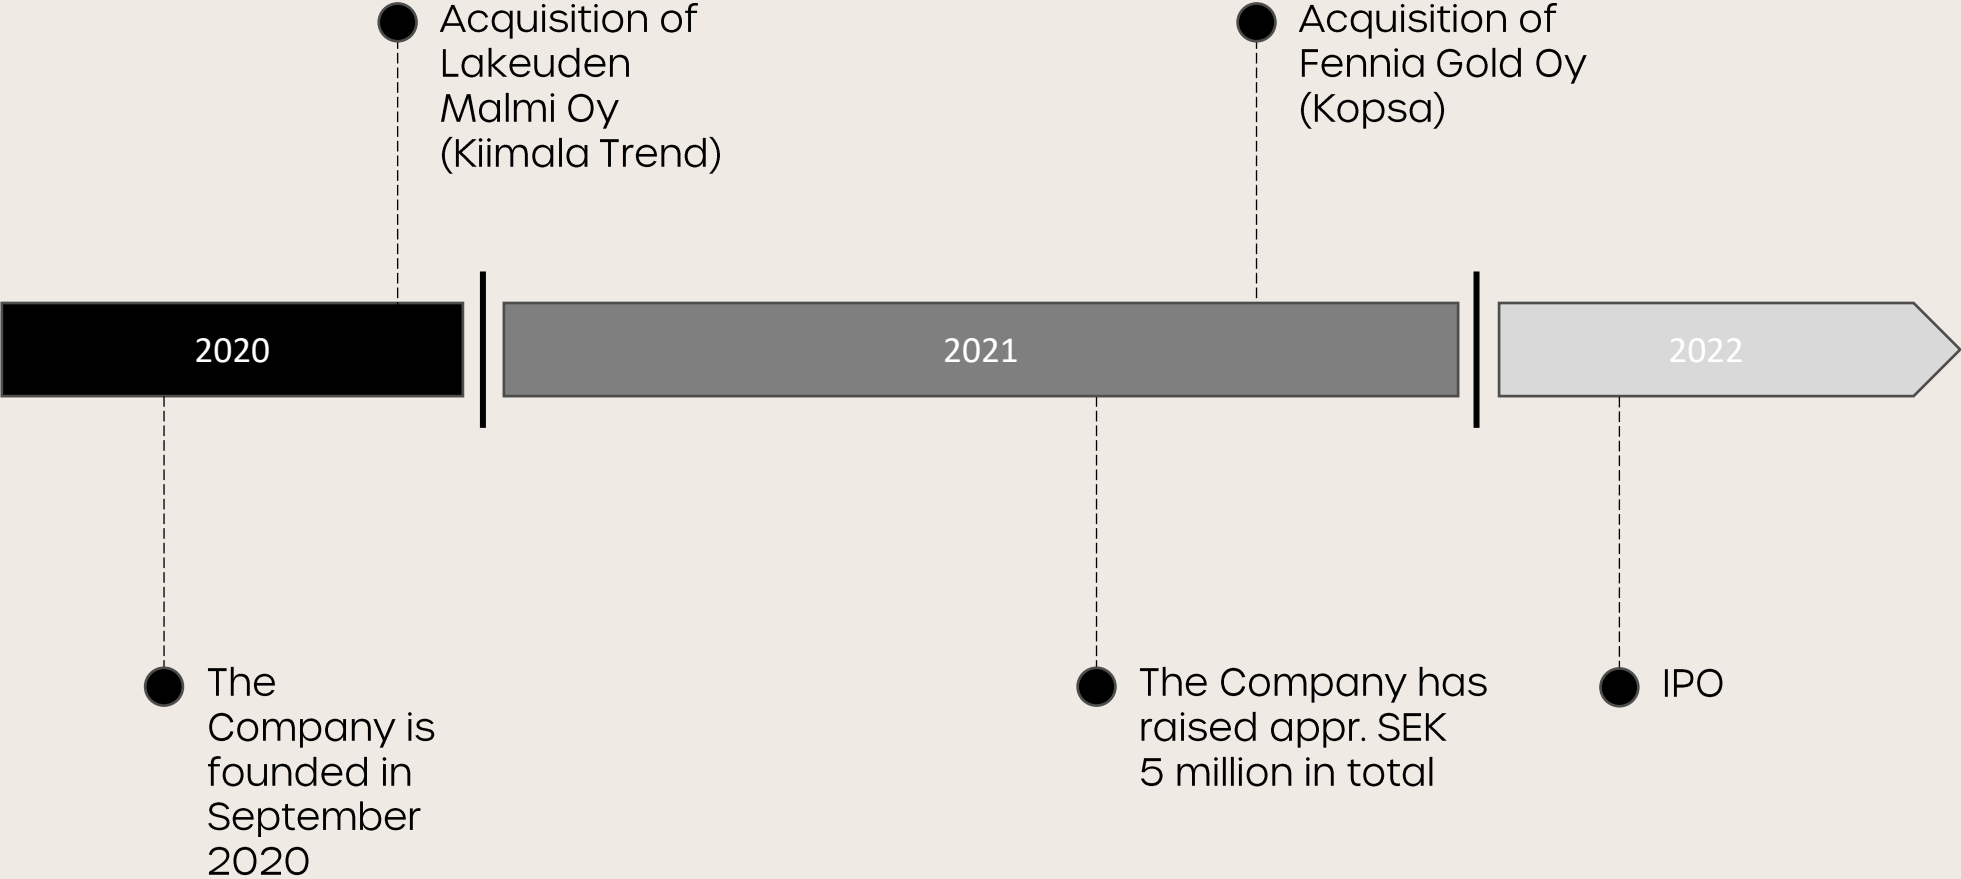 Acquisition of
Lakeuden
Malmi Oy
(Kiimala Trend)
Acquisition of
Fennia Gold Oy
(Kopsa)
2020
2021
2022
The
Company is
founded in
September
2020
The Company has
raised appr. SEK
5 million in total
IPO